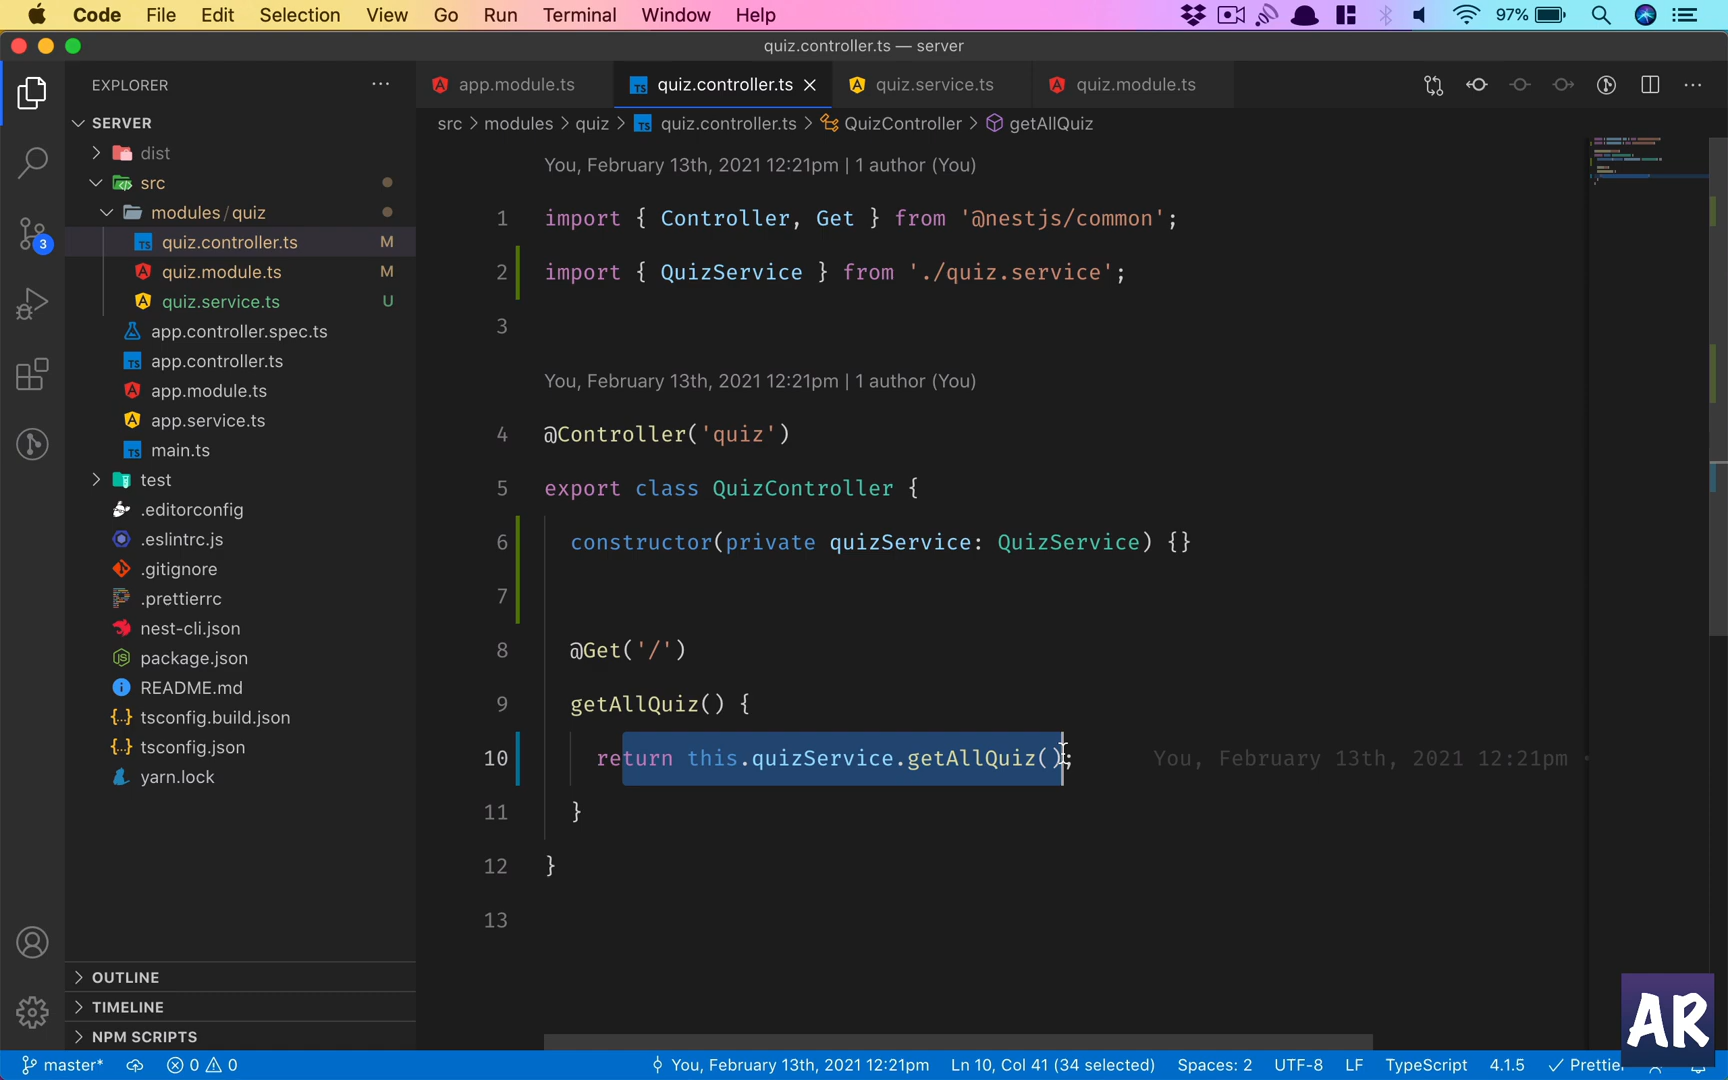 Code File Edit Selection View Go Run Terminal Window Help 97%
quiz.controller.ts — server
EXPLORER
SERVER
dist
src
modules / quiz
quiz.controller.ts M
quiz.module.ts M
quiz.service.ts U
app.controller.spec.ts
app.controller.ts
app.module.ts
app.service.ts
main.ts
test
.editorconfig
.eslintrc.js
.gitignore
.prettierrc
nest-cli.json
package.json
README.md
tsconfig.build.json
tsconfig.json
yarn.lock
OUTLINE
TIMELINE
NPM SCRIPTS
3
app.module.ts quiz.controller.ts quiz.service.ts quiz.module.ts
src > modules > quiz > quiz.controller.ts > QuizController > getAllQuiz
You, February 13th, 2021 12:21pm | 1 author (You)
1 import { Controller, Get } from '@nestjs/common';
2 import { QuizService } from './quiz.service';
3
You, February 13th, 2021 12:21pm | 1 author (You)
4 @Controller('quiz')
5 export class QuizController {
6 constructor(private quizService: QuizService) {}
7
8 @Get('/')
9 getAllQuiz() {
10 return this.quizService.getAllQuiz(); You, February 13th, 2021 12:21pm •
11 }
12 }
13
AR
master* 0 0 You, February 13th, 2021 12:21pm Ln 10, Col 41 (34 selected) Spaces: 2 UTF-8 LF TypeScript 4.1.5